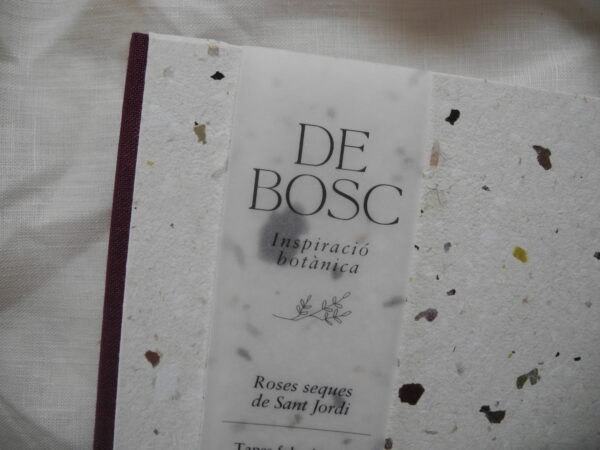 DE
BOSC
Inspiració
botànica
Roses seques
de Sant Jordi